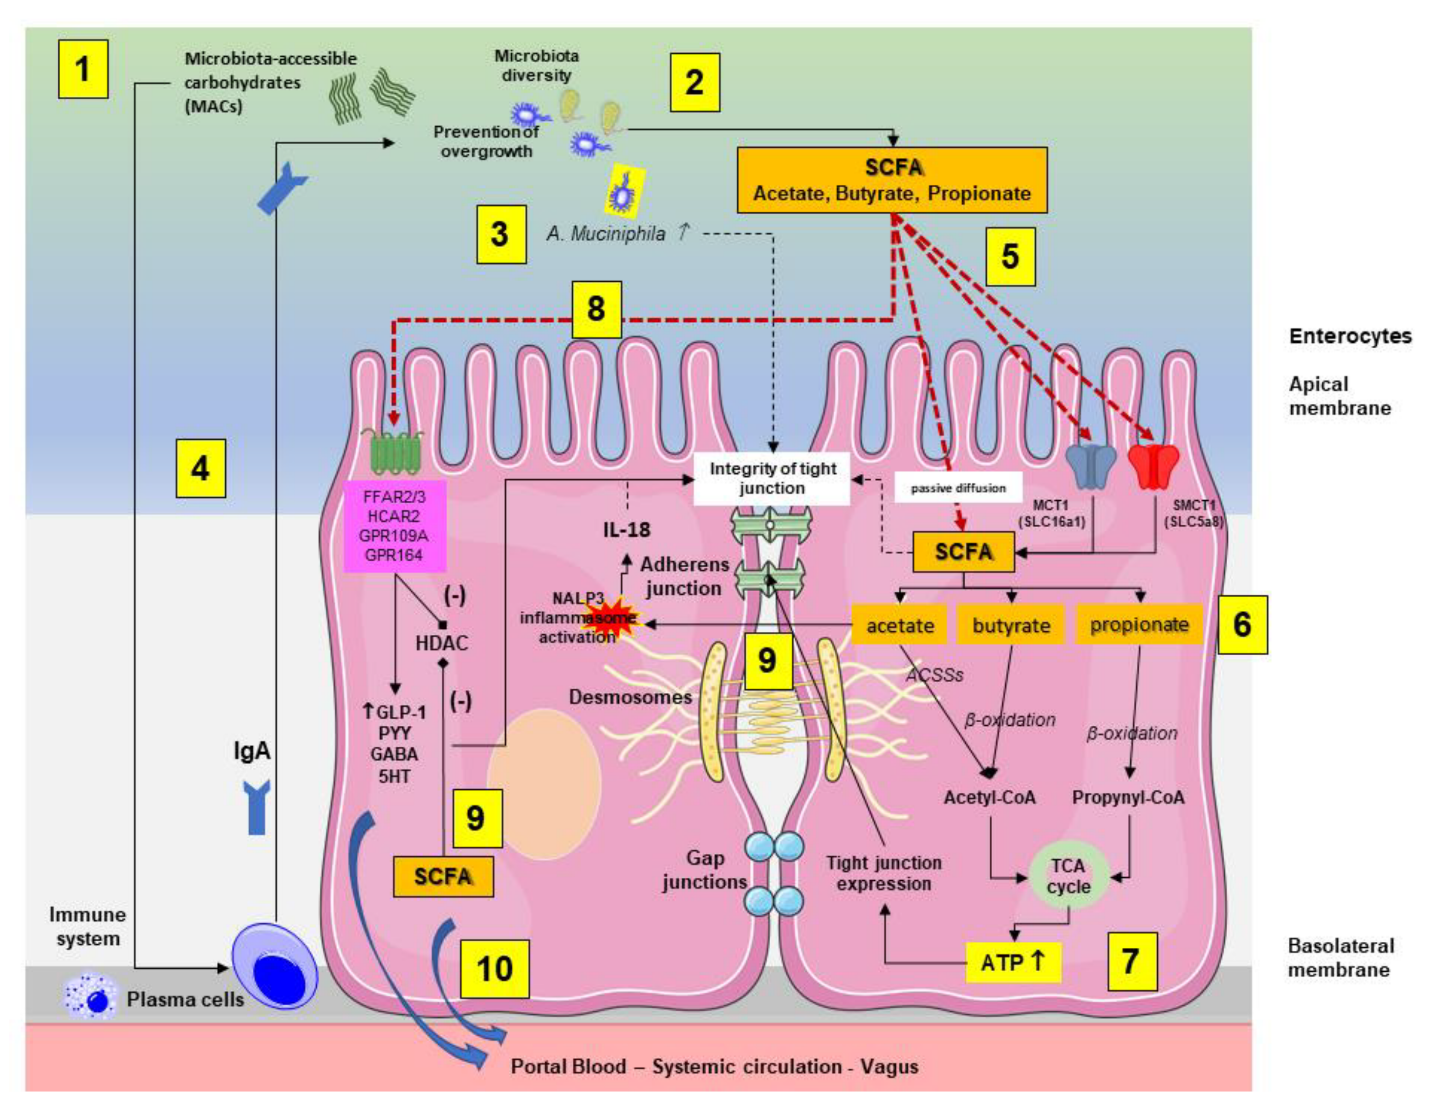 1
Microbiota-accessible
carbohydrates
(MACs)
Microbiota
diversity
2
Prevention of
overgrowth
SCFA
Acetate, Butyrate, Propionate
3
A. Muciniphila ↑
5
8
Enterocytes
Apical
membrane
4
Integrity of tight
junction
passive diffusion
FFAR2/3
HCAR2
GPR109A
GPR164
MCT1
(SLC16a1)
SMCT1
(SLC5a8)
IL-18
SCFA
Adherens
junction
(-)
NALP3
inflammasome
activation
HDAC
acetate
butyrate
propionate
6
9
ACSSs
Desmosomes
(-)
↑GLP-1
PYY
GABA
5HT
β-oxidation
β-oxidation
IgA
Acetyl-CoA
Propynyl-CoA
9
SCFA
Gap
junctions
Tight junction
expression
TCA
cycle
Immune
system
10
ATP ↑
7
Basolateral
membrane
Plasma cells
Portal Blood – Systemic circulation - Vagus